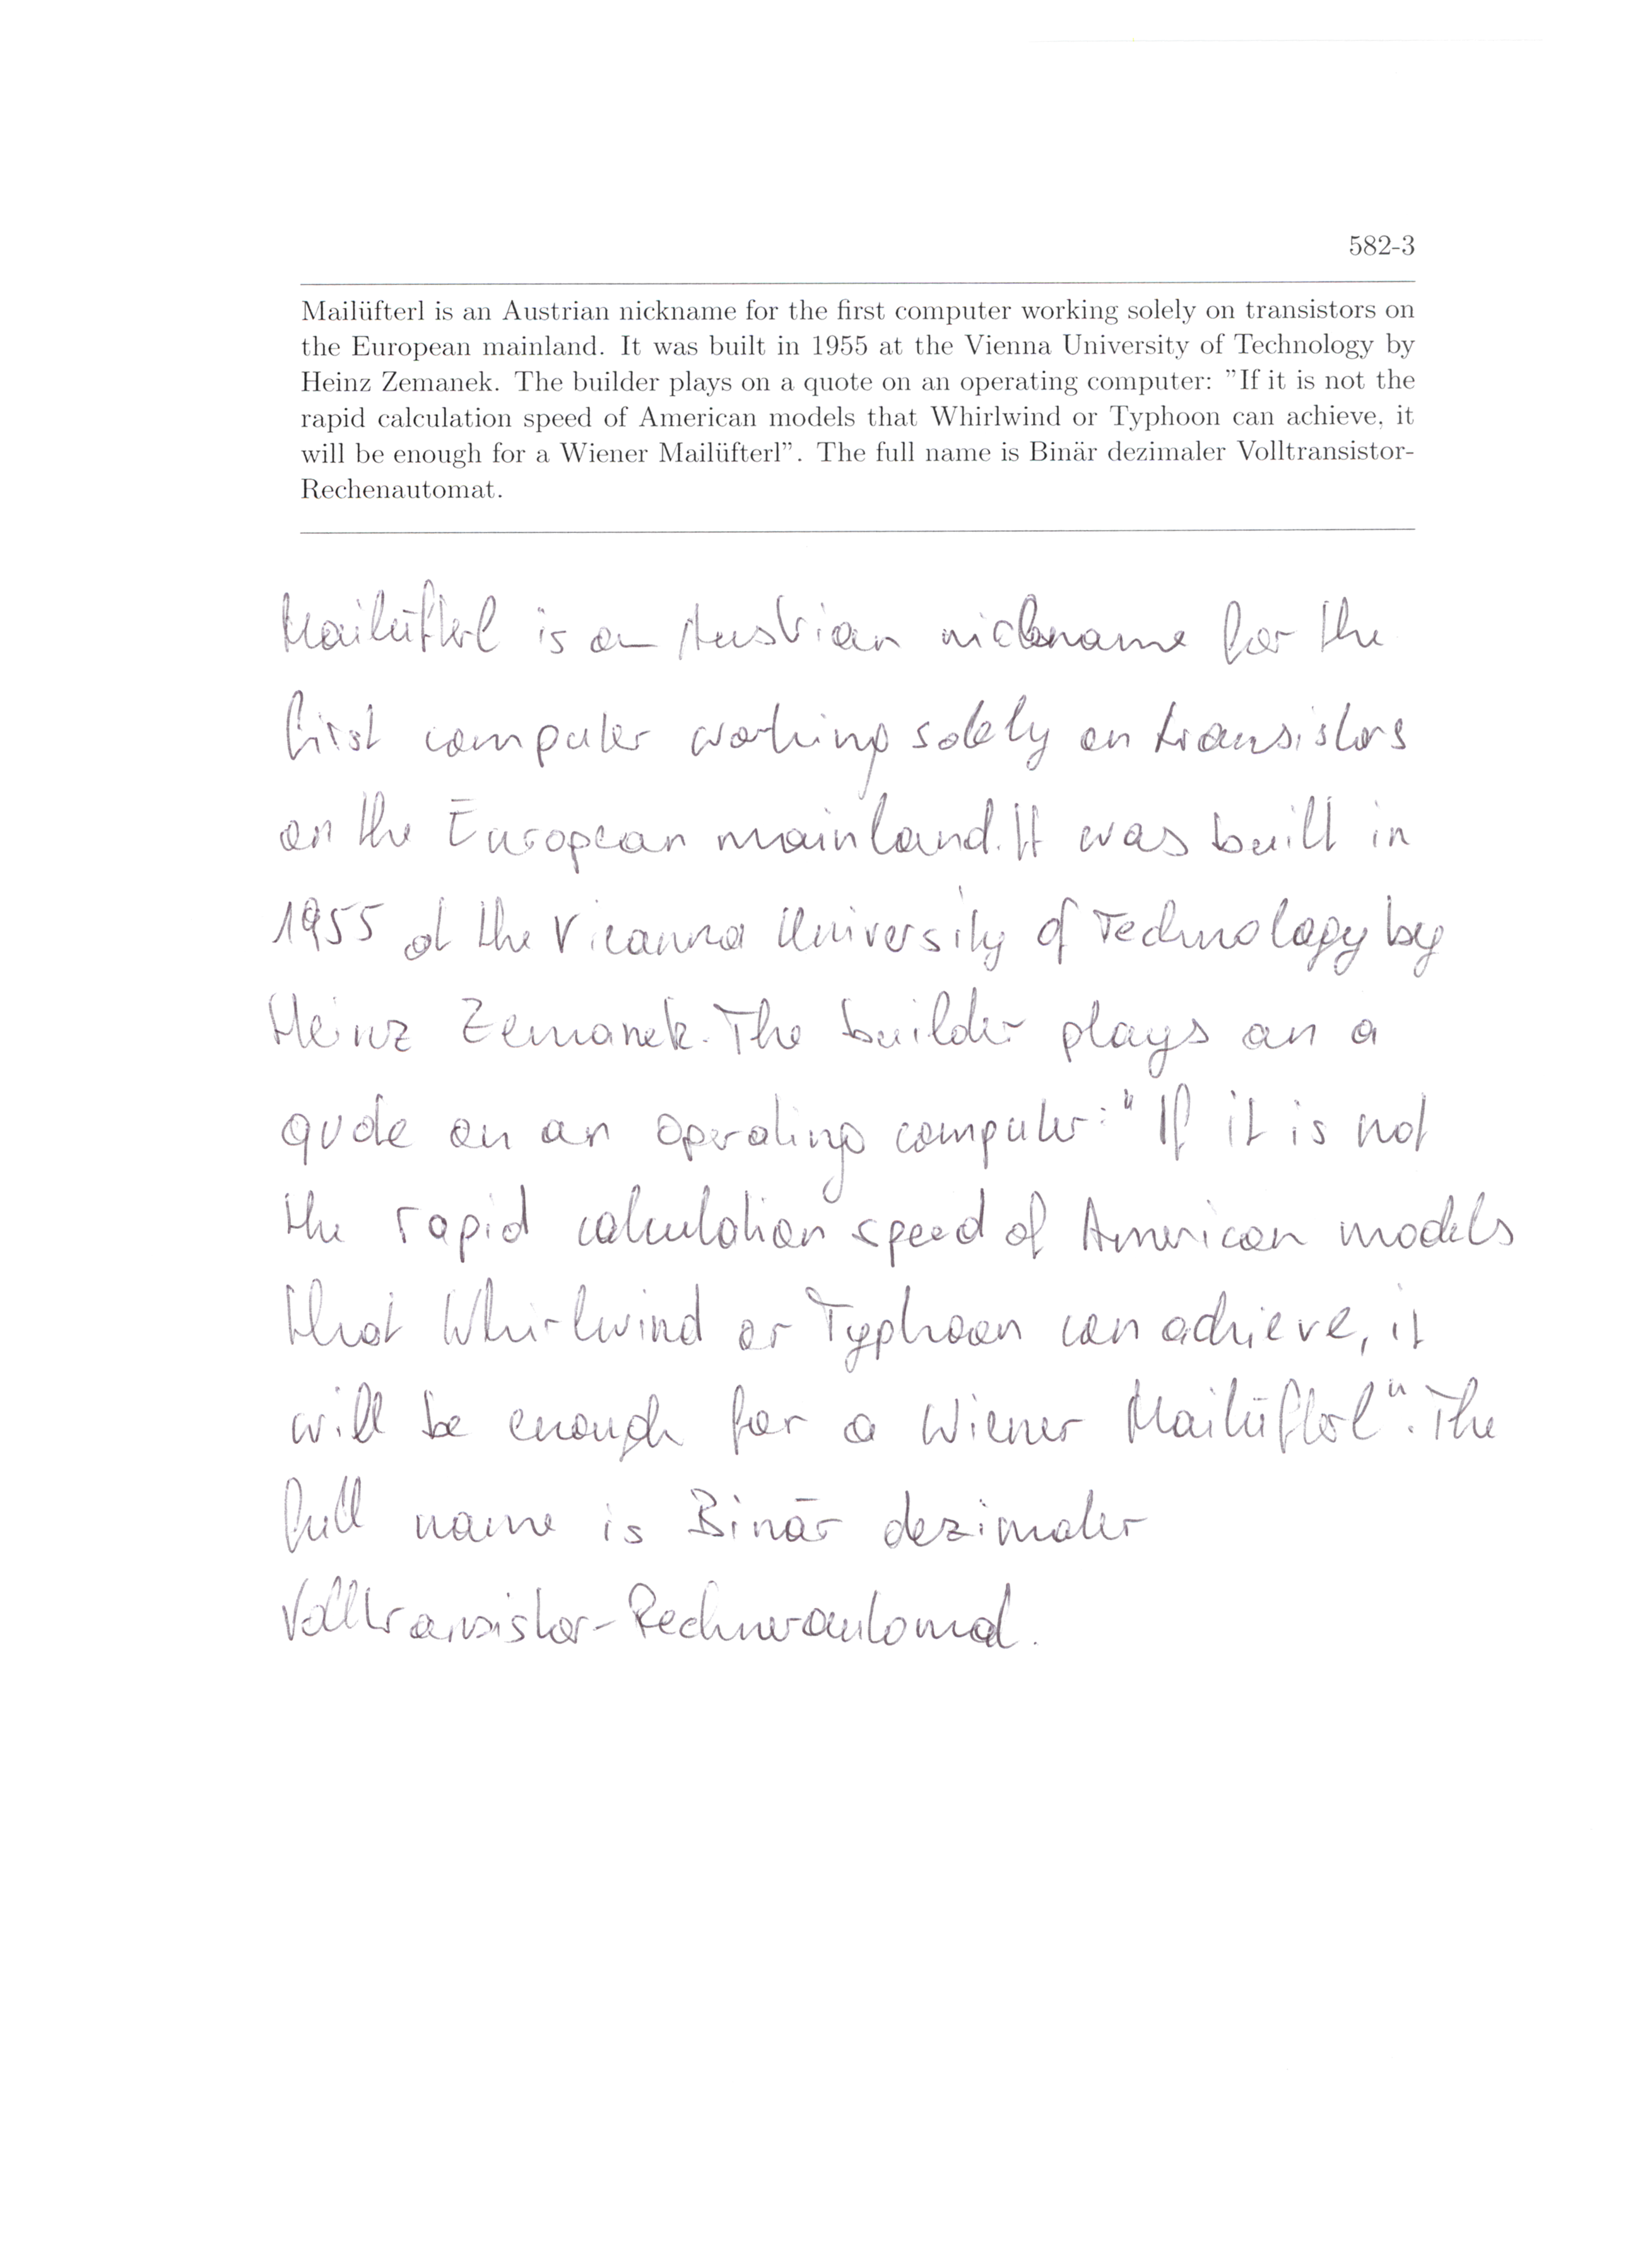 582-3
Mailüfterl is an Austrian nickname for the first computer working solely on transistors on
the European mainland. It was built in 1955 at the Vienna University of Technology by
Heinz Zemanek. The builder plays on a quote on an operating computer: "If it is not the
rapid calculation speed of American models that Whirlwind or Typhoon can achieve, it
will be enough for a Wiener Mailüfterl". The full name is Binär dezimaler Volltransistor-
Rechenautomat.
Mailüfterl is an Austrian nickname for the
first computer working solely on transistors
on the European mainland. It was built in
1955 at the Vieanna University of Technology by
Heinz Zemanek. The builder plays on a
quote on an operating computer: "If it is not
the rapid calculation speed of American models
that Whirlwind or Typhoon can achieve, it
will be enough for a Wiener Mailüfterl". The
full name is Binär dezimaler
Volltransistor-Rechnerautomat.